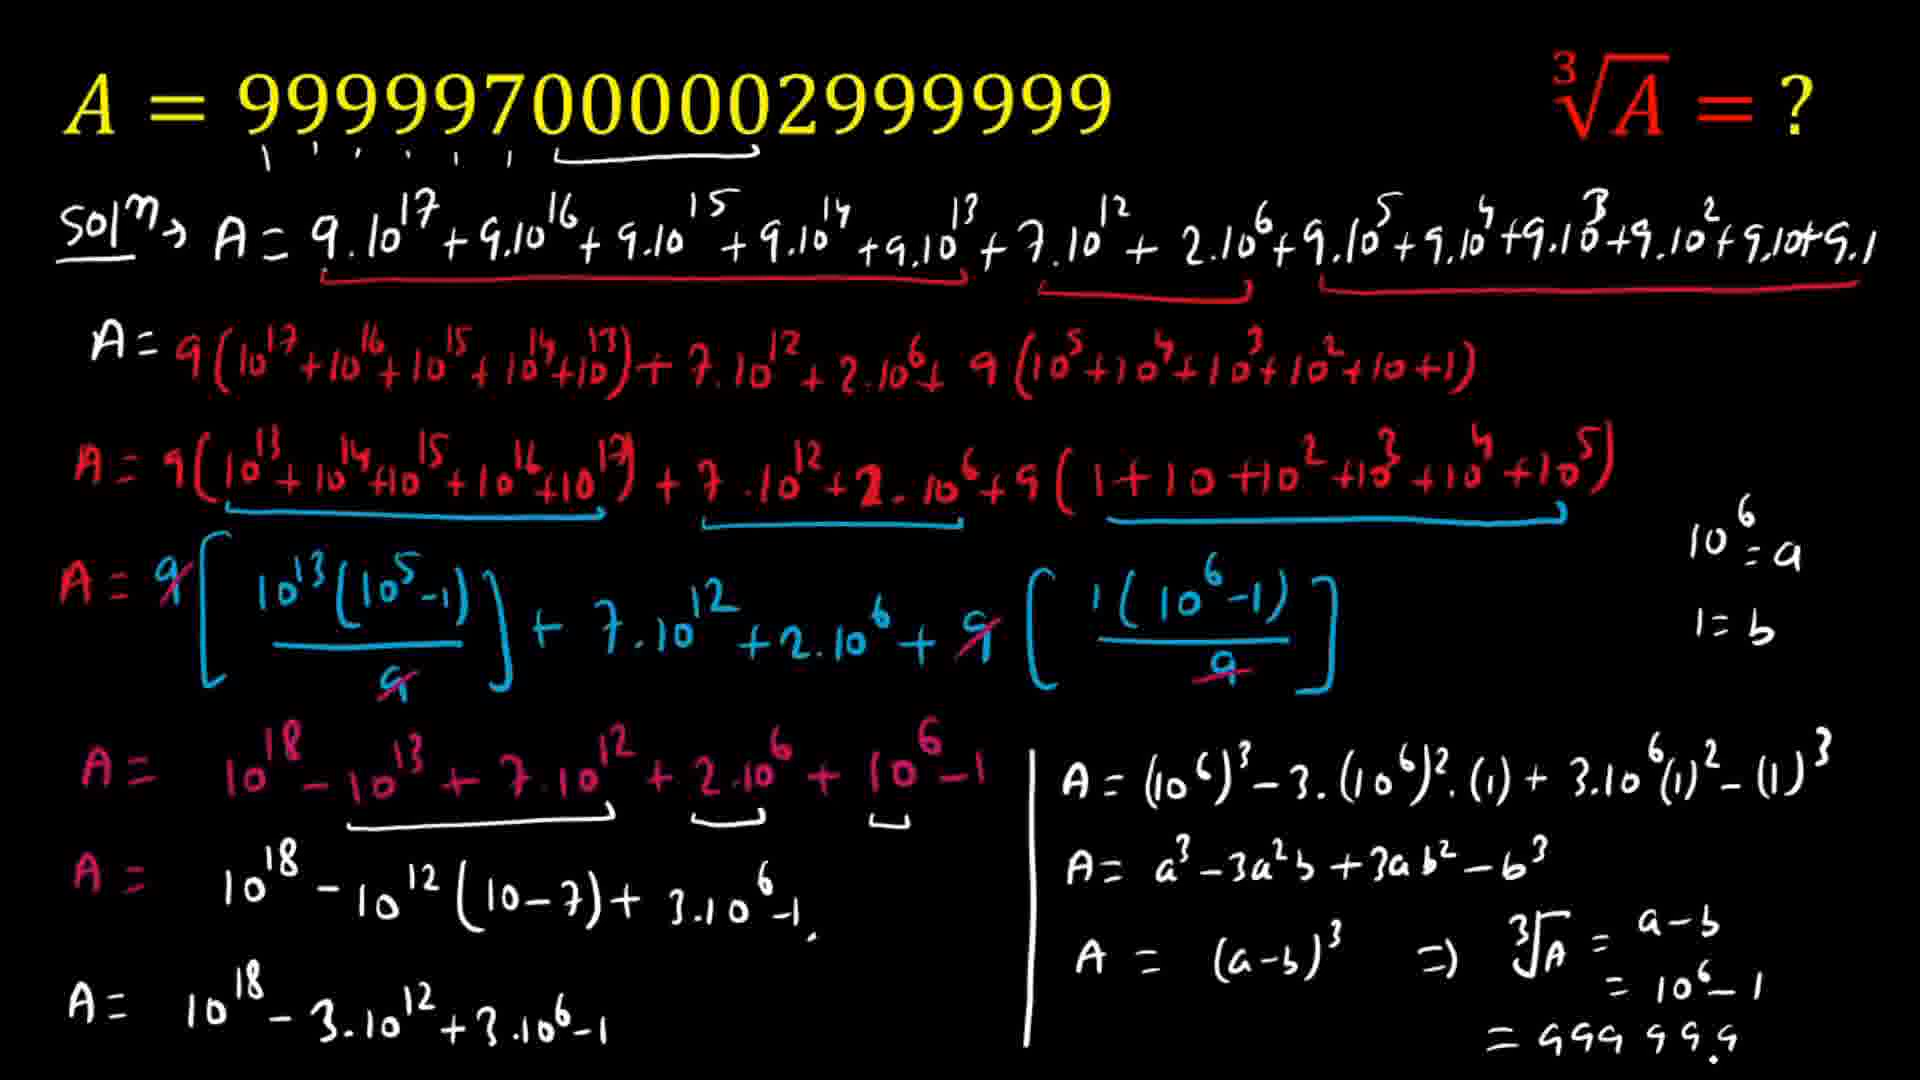 A = 999997000002999999
∛A = ?
Solⁿ→ A = 9.10¹⁷ + 9.10¹⁶ + 9.10¹⁵ + 9.10¹⁴ + 9.10¹³ + 7.10¹² + 2.10⁶ + 9.10⁵ + 9.10⁴ + 9.10³ + 9.10² + 9.10 + 9.1
A = 9(10¹⁷ + 10¹⁶ + 10¹⁵ + 10¹⁴ + 10¹³) + 7.10¹² + 2.10⁶ + 9(10⁵ + 10⁴ + 10³ + 10² + 10 + 1)
A = 9(10¹³ + 10¹⁴ + 10¹⁵ + 10¹⁶ + 10¹⁷) + 7.10¹² + 2.10⁶ + 9(1 + 10 + 10² + 10³ + 10⁴ + 10⁵)
A = 9[10¹³(10⁵ - 1)/9] + 7.10¹² + 2.10⁶ + 9[1(10⁶ - 1)/9]
10⁶ = a
1 = b
A = 10¹⁸ - 10¹³ + 7.10¹² + 2.10⁶ + 10⁶ - 1
A = 10¹⁸ - 10¹²(10 - 7) + 3.10⁶ - 1.
A = 10¹⁸ - 3.10¹² + 3.10⁶ - 1
A = (10⁶)³ - 3.(10⁶)².(1) + 3.10⁶(1)² - (1)³
A = a³ - 3a²b + 3ab² - b³
A = (a-b)³ ⇒ ∛A = a-b
= 10⁶ - 1
= 999999.